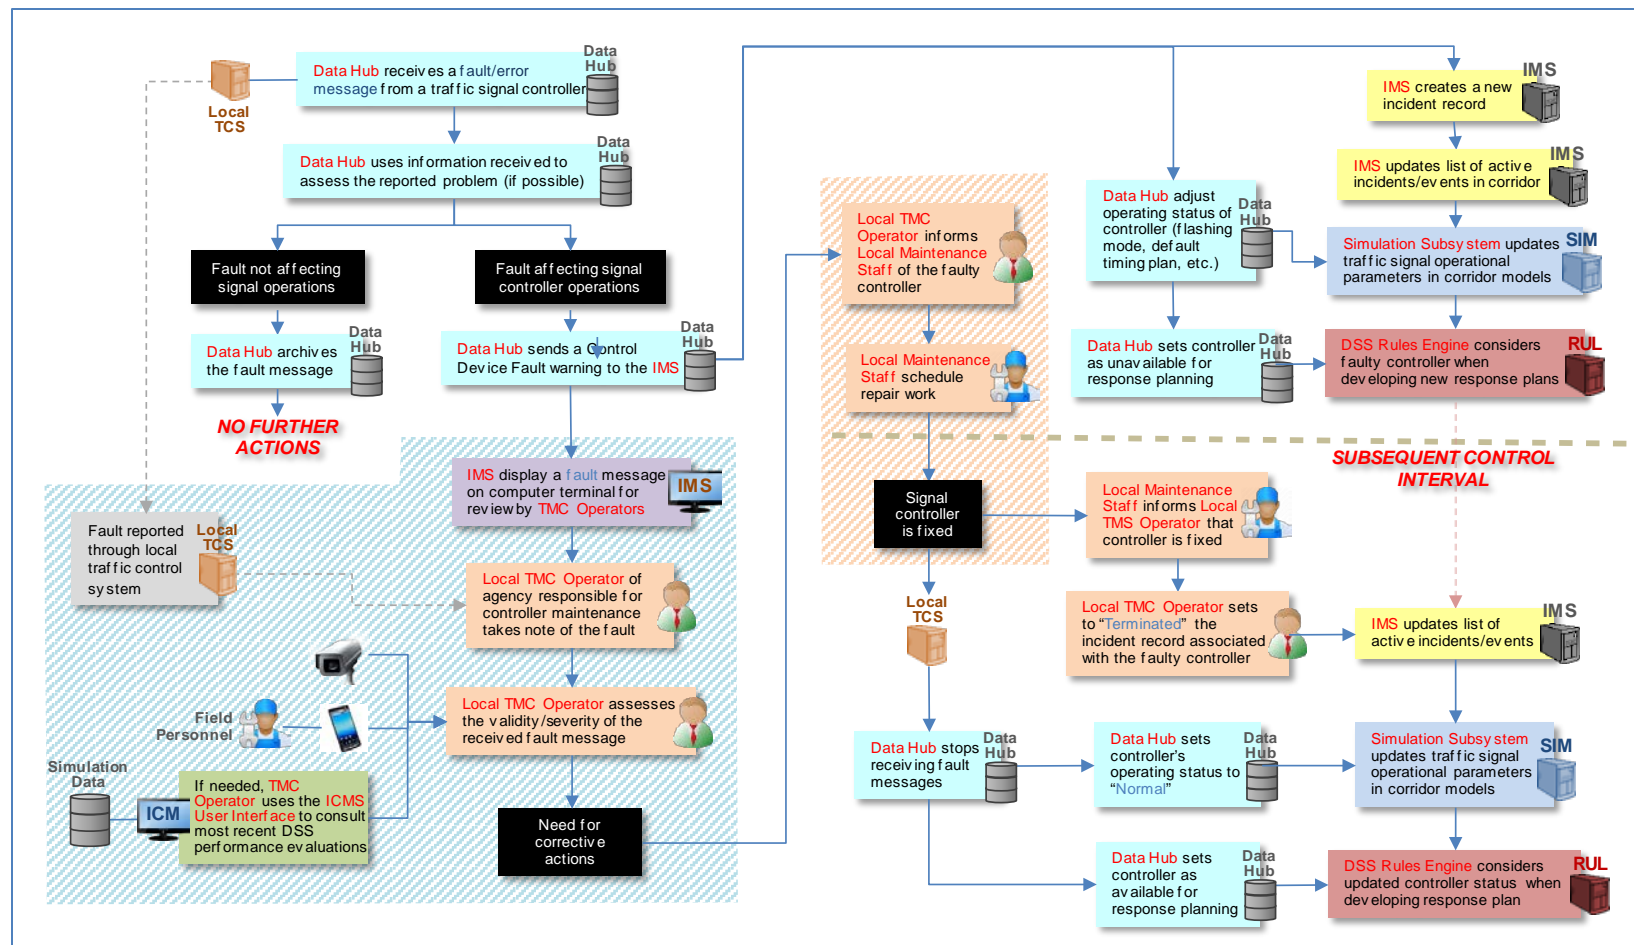 Data
Hub
Data Hub receives a fault/error
message from a traffic signal controller
Local
TCS
Data
Hub
Data Hub uses information received to
assess the reported problem (if possible)
Fault not affecting
signal operations
Fault affecting signal
controller operations
Data
Hub
Data Hub archives
the fault message
NO FURTHER
ACTIONS
Data
Hub
Data Hub sends a Control
Device Fault warning to the IMS
IMS display a fault message
on computer terminal for
review by TMC Operators
IMS
Fault reported
through local
traffic control
system
Local
TCS
Local TMC Operator of
agency responsible for
controller maintenance
takes note of the fault
Local TMC Operator assesses
the validity/severity of the
received fault message
Field
Personnel
Simulation
Data
ICM
If needed, TMC
Operator uses the ICMS
User Interface to consult
most recent DSS
performance evaluations
Need for
corrective
actions
Local TMC
Operator informs
Local Maintenance
Staff of the faulty
controller
Local Maintenance
Staff schedule
repair work
Signal
controller
is fixed
Local
TCS
Data Hub stops
receiving fault
messages
Data
Hub
Data Hub adjust
operating status of
controller (flashing
mode, default
timing plan, etc.)
Data
Hub
Data Hub sets controller
as unavailable for
response planning
Data
Hub
IMS creates a new
incident record
IMS
IMS updates list of active
incidents/events in corridor
IMS
Simulation Subsystem updates
traffic signal operational
parameters in corridor models
SIM
DSS Rules Engine considers
faulty controller when
developing new response plans
RUL
SUBSEQUENT CONTROL
INTERVAL
Local Maintenance
Staff informs Local
TMS Operator that
controller is fixed
Local TMC Operator sets
to “Terminated” the
incident record associated
with the faulty controller
IMS updates list of
active incidents/events
IMS
Data Hub sets
controller’s
operating status to
“Normal”
Data
Hub
Simulation Subsystem
updates traffic signal
operational parameters
in corridor models
SIM
Data Hub sets
controller as
available for
response planning
Data
Hub
DSS Rules Engine considers
updated controller status when
developing response plan
RUL